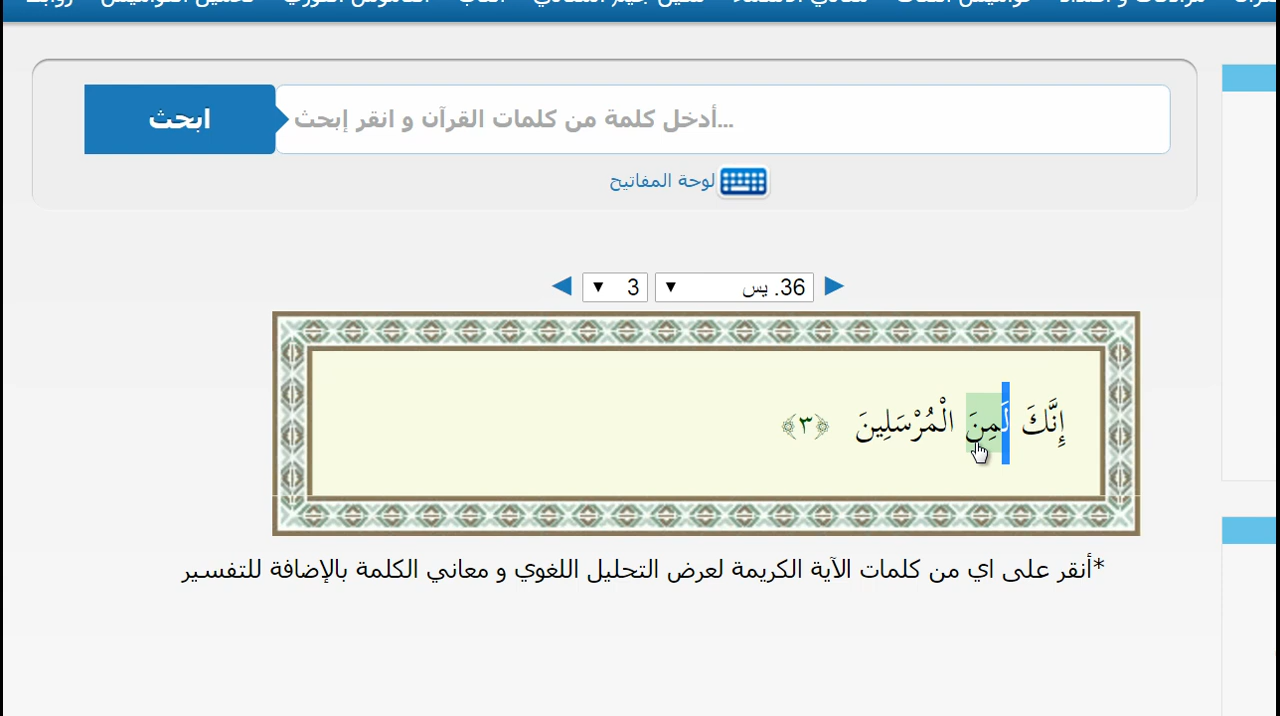 ابحث
أدخل كلمة من كلمات القرآن و انقر إبحث...
لوحة المفاتيح
36. يس
3
إِنَّكَ لَمِنَ الْمُرْسَلِينَ ﴿٣﴾
*أنقر على اي من كلمات الآية الكريمة لعرض التحليل اللغوي و معاني الكلمة بالإضافة للتفسير